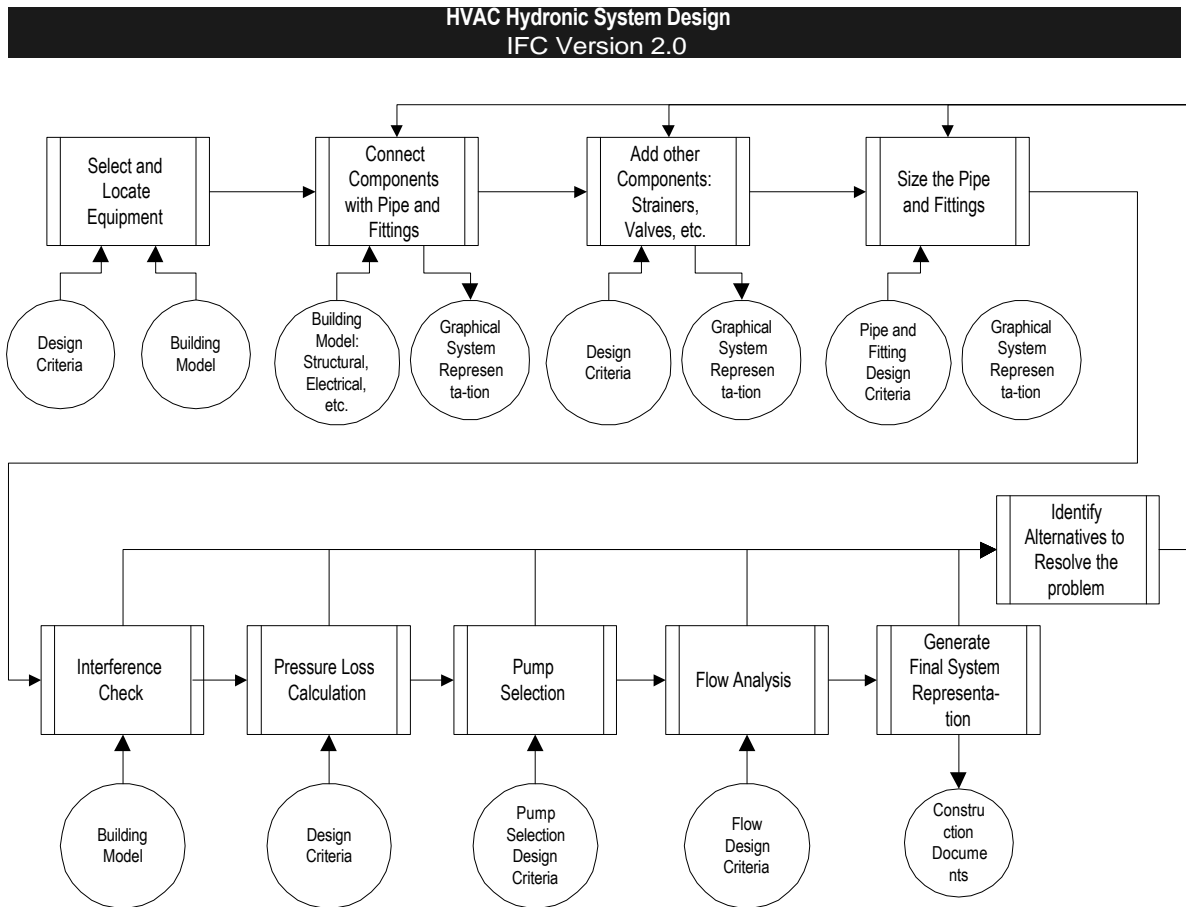 HVAC Hydronic System Design
IFC Version 2.0
Select and
Locate
Equipment
Connect
Components
with Pipe and
Fittings
Add other
Components:
Strainers,
Valves, etc.
Size the Pipe
and Fittings
Design
Criteria
Building
Model
Building
Model:
Structural,
Electrical,
etc.
Graphical
System
Represen
ta-tion
Design
Criteria
Graphical
System
Represen
ta-tion
Pipe and
Fitting
Design
Criteria
Graphical
System
Represen
ta-tion
Identify
Alternatives to
Resolve the
problem
Interference
Check
Pressure Loss
Calculation
Pump
Selection
Flow Analysis
Generate
Final System
Representa-
tion
Building
Model
Design
Criteria
Pump
Selection
Design
Criteria
Flow
Design
Criteria
Constru
ction
Docume
nts